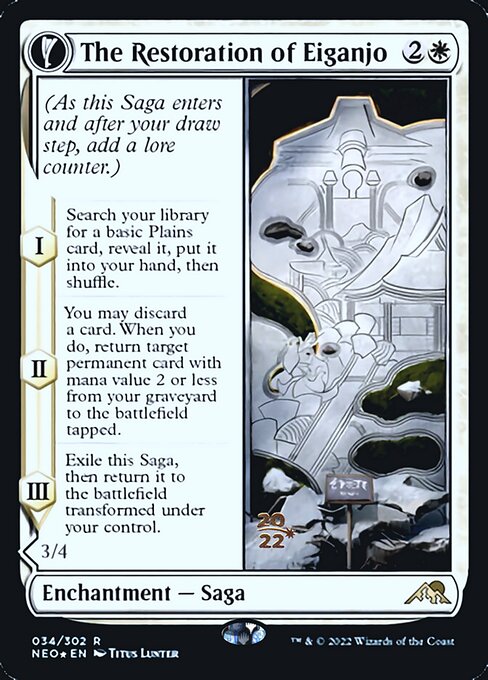 The Restoration of Eiganjo 2
(As this Saga enters
and after your draw
step, add a lore
counter.)
I
Search your library
for a basic Plains
card, reveal it, put it
into your hand, then
shuffle.
II
You may discard
a card. When you
do, return target
permanent card with
mana value 2 or less
from your graveyard
to the battlefield
tapped.
III
Exile this Saga,
then return it to
the battlefield
transformed under
your control.
3/4
20
22
Enchantment — Saga
034/302 R
NEO★EN Titus Lunter
™ & © 2022 Wizards of the Coast